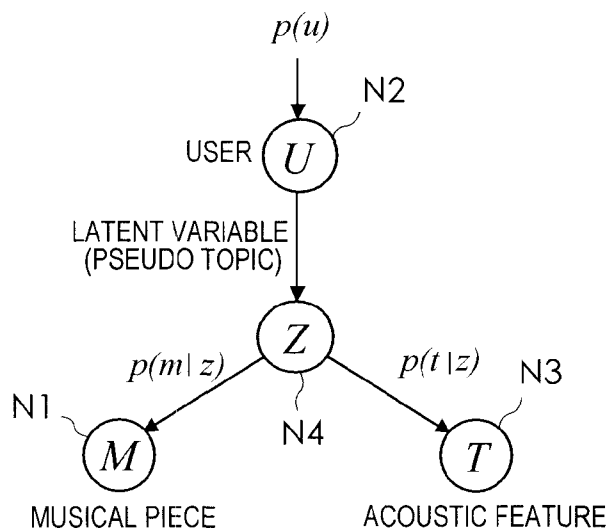 p(u)
N2
USER
U
LATENT VARIABLE
(PSEUDO TOPIC)
Z
p(m|z)
p(t|z)
N1
N4
N3
M
T
MUSICAL PIECE
ACOUSTIC FEATURE